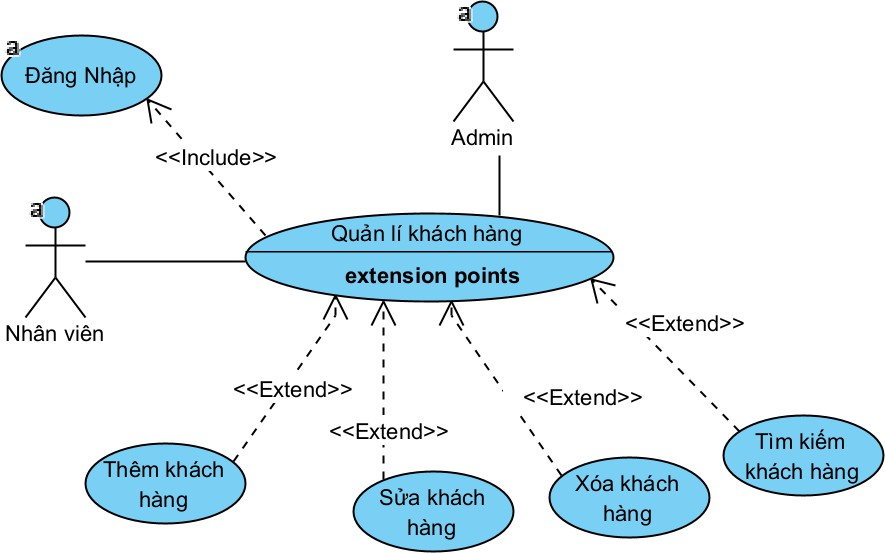 a
a
Đăng Nhập
Admin
<<Include>>
a
Quản lí khách hàng
extension points
Nhân viên
<<Extend>>
<<Extend>>
<<Extend>>
<<Extend>>
Thêm khách
hàng
Sửa khách
hàng
Xóa khách
hàng
Tìm kiếm
khách hàng